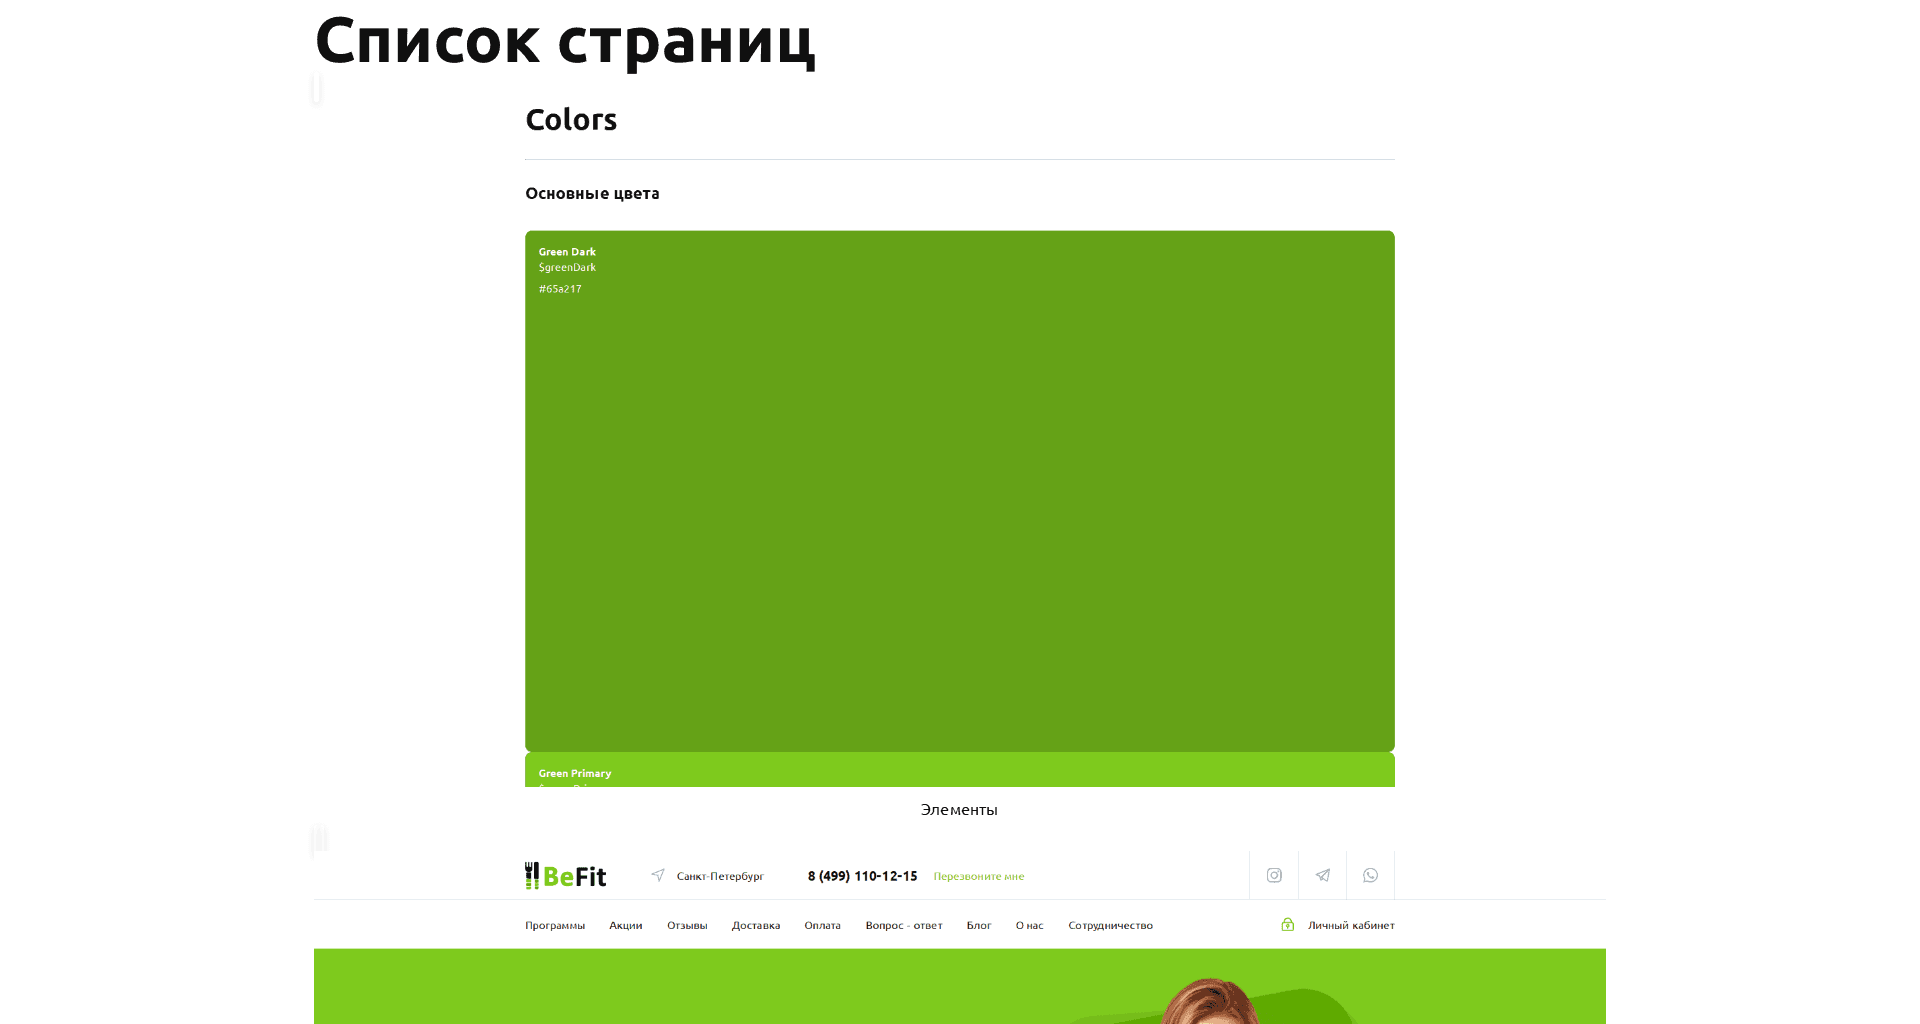 Список страниц
Colors
Основные цвета
Green Dark
$greenDark
#65a217
Green Primary
Элементы
BeFit
Санкт-Петербург
8 (499) 110-12-15
Перезвоните мне
Программы
Акции
Отзывы
Доставка
Оплата
Вопрос - ответ
Блог
О нас
Сотрудничество
Личный кабинет